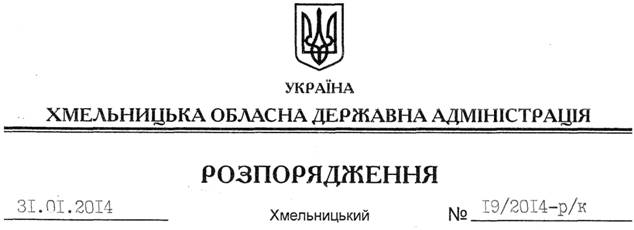 УКРАЇНА
ХМЕЛЬНИЦЬКА ОБЛАСНА ДЕРЖАВНА АДМІНІСТРАЦІЯ
РОЗПОРЯДЖЕННЯ
31.01.2014 Хмельницький № 19/2014-р/к